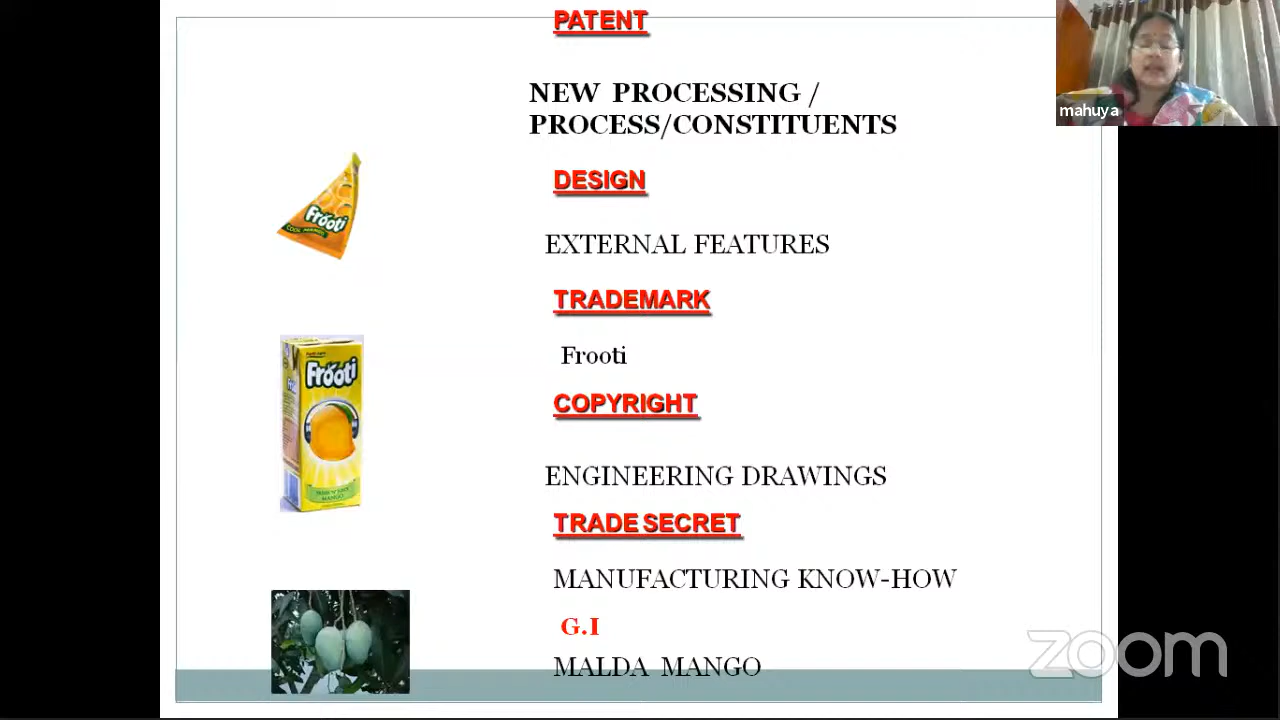 PATENT
NEW PROCESSING /
PROCESS/CONSTITUENTS
DESIGN
EXTERNAL FEATURES
TRADEMARK
Frooti
COPYRIGHT
ENGINEERING DRAWINGS
TRADE SECRET
MANUFACTURING KNOW-HOW
G.I
MALDA MANGO
Frooti
Frooti
MANGO
mahuya
zoom